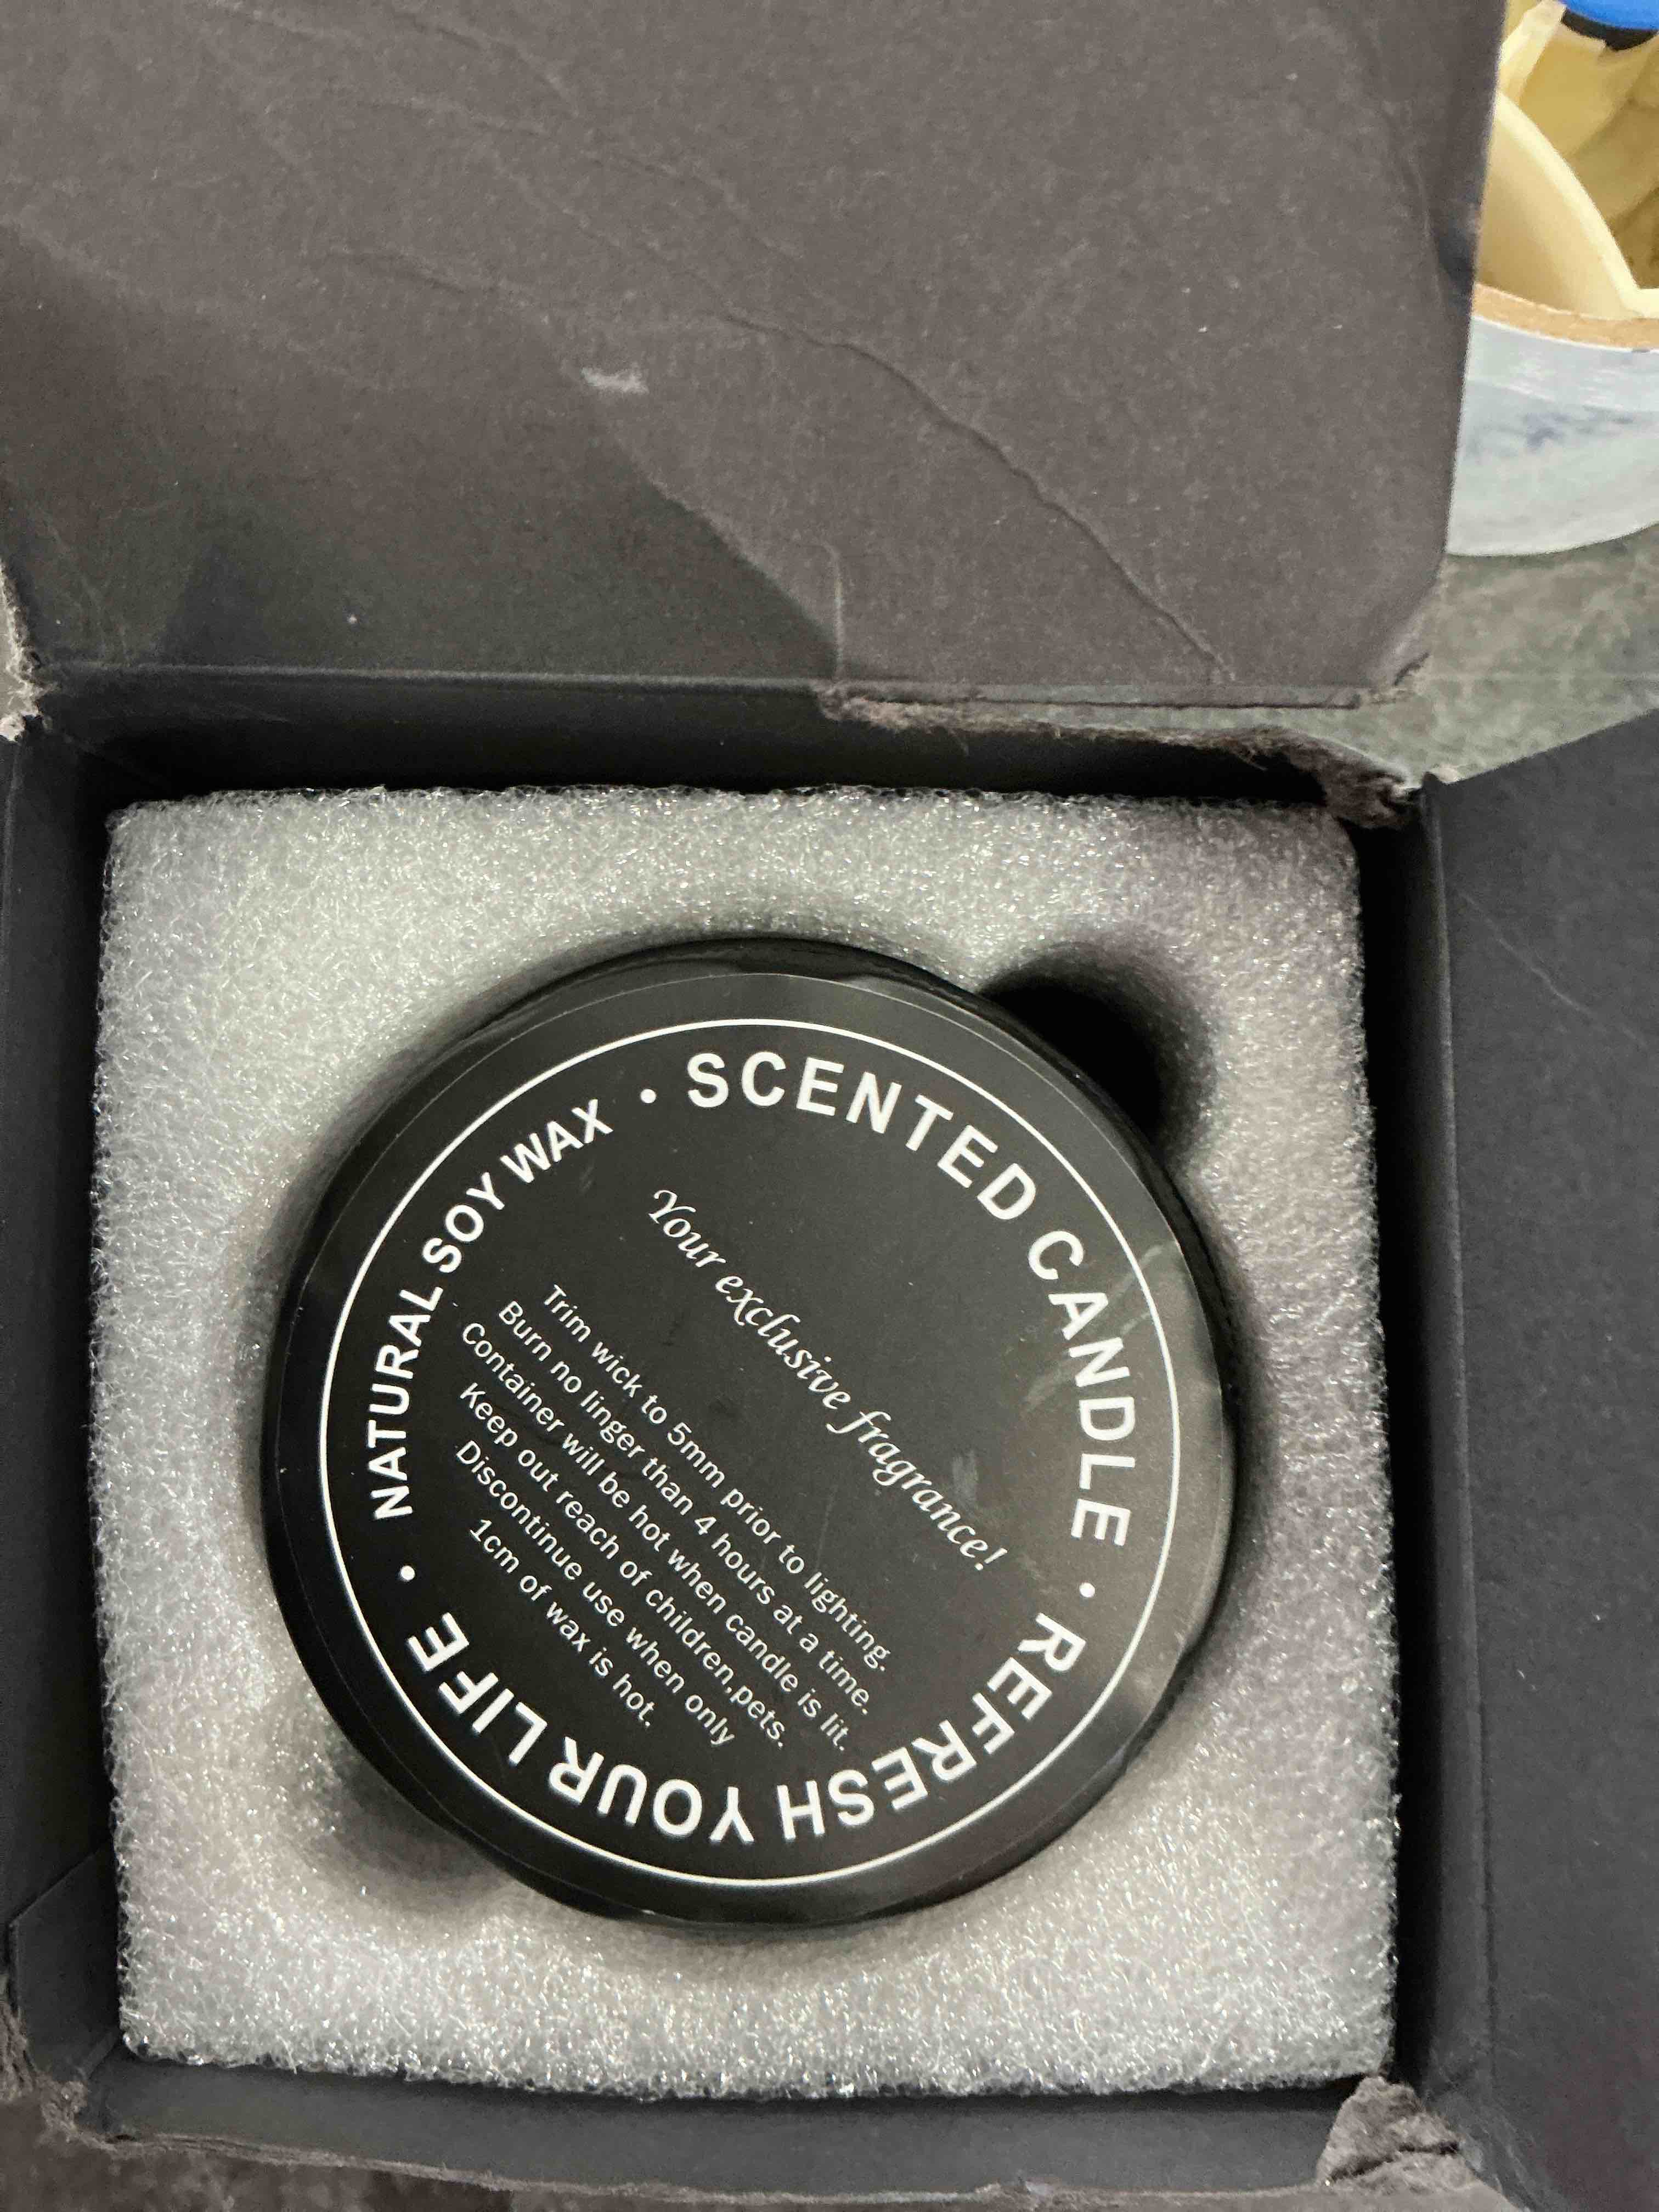 NATURAL SOY WAX • SCENTED CANDLE • REFRESH YOUR LIFE •
Your exclusive fragrance!
Trim wick to 5mm prior to lighting.
Burn no linger than 4 hours at a time.
Container will be hot when candle is lit.
Keep out reach of children,pets.
Discontinue use when only
1cm of wax is hot.